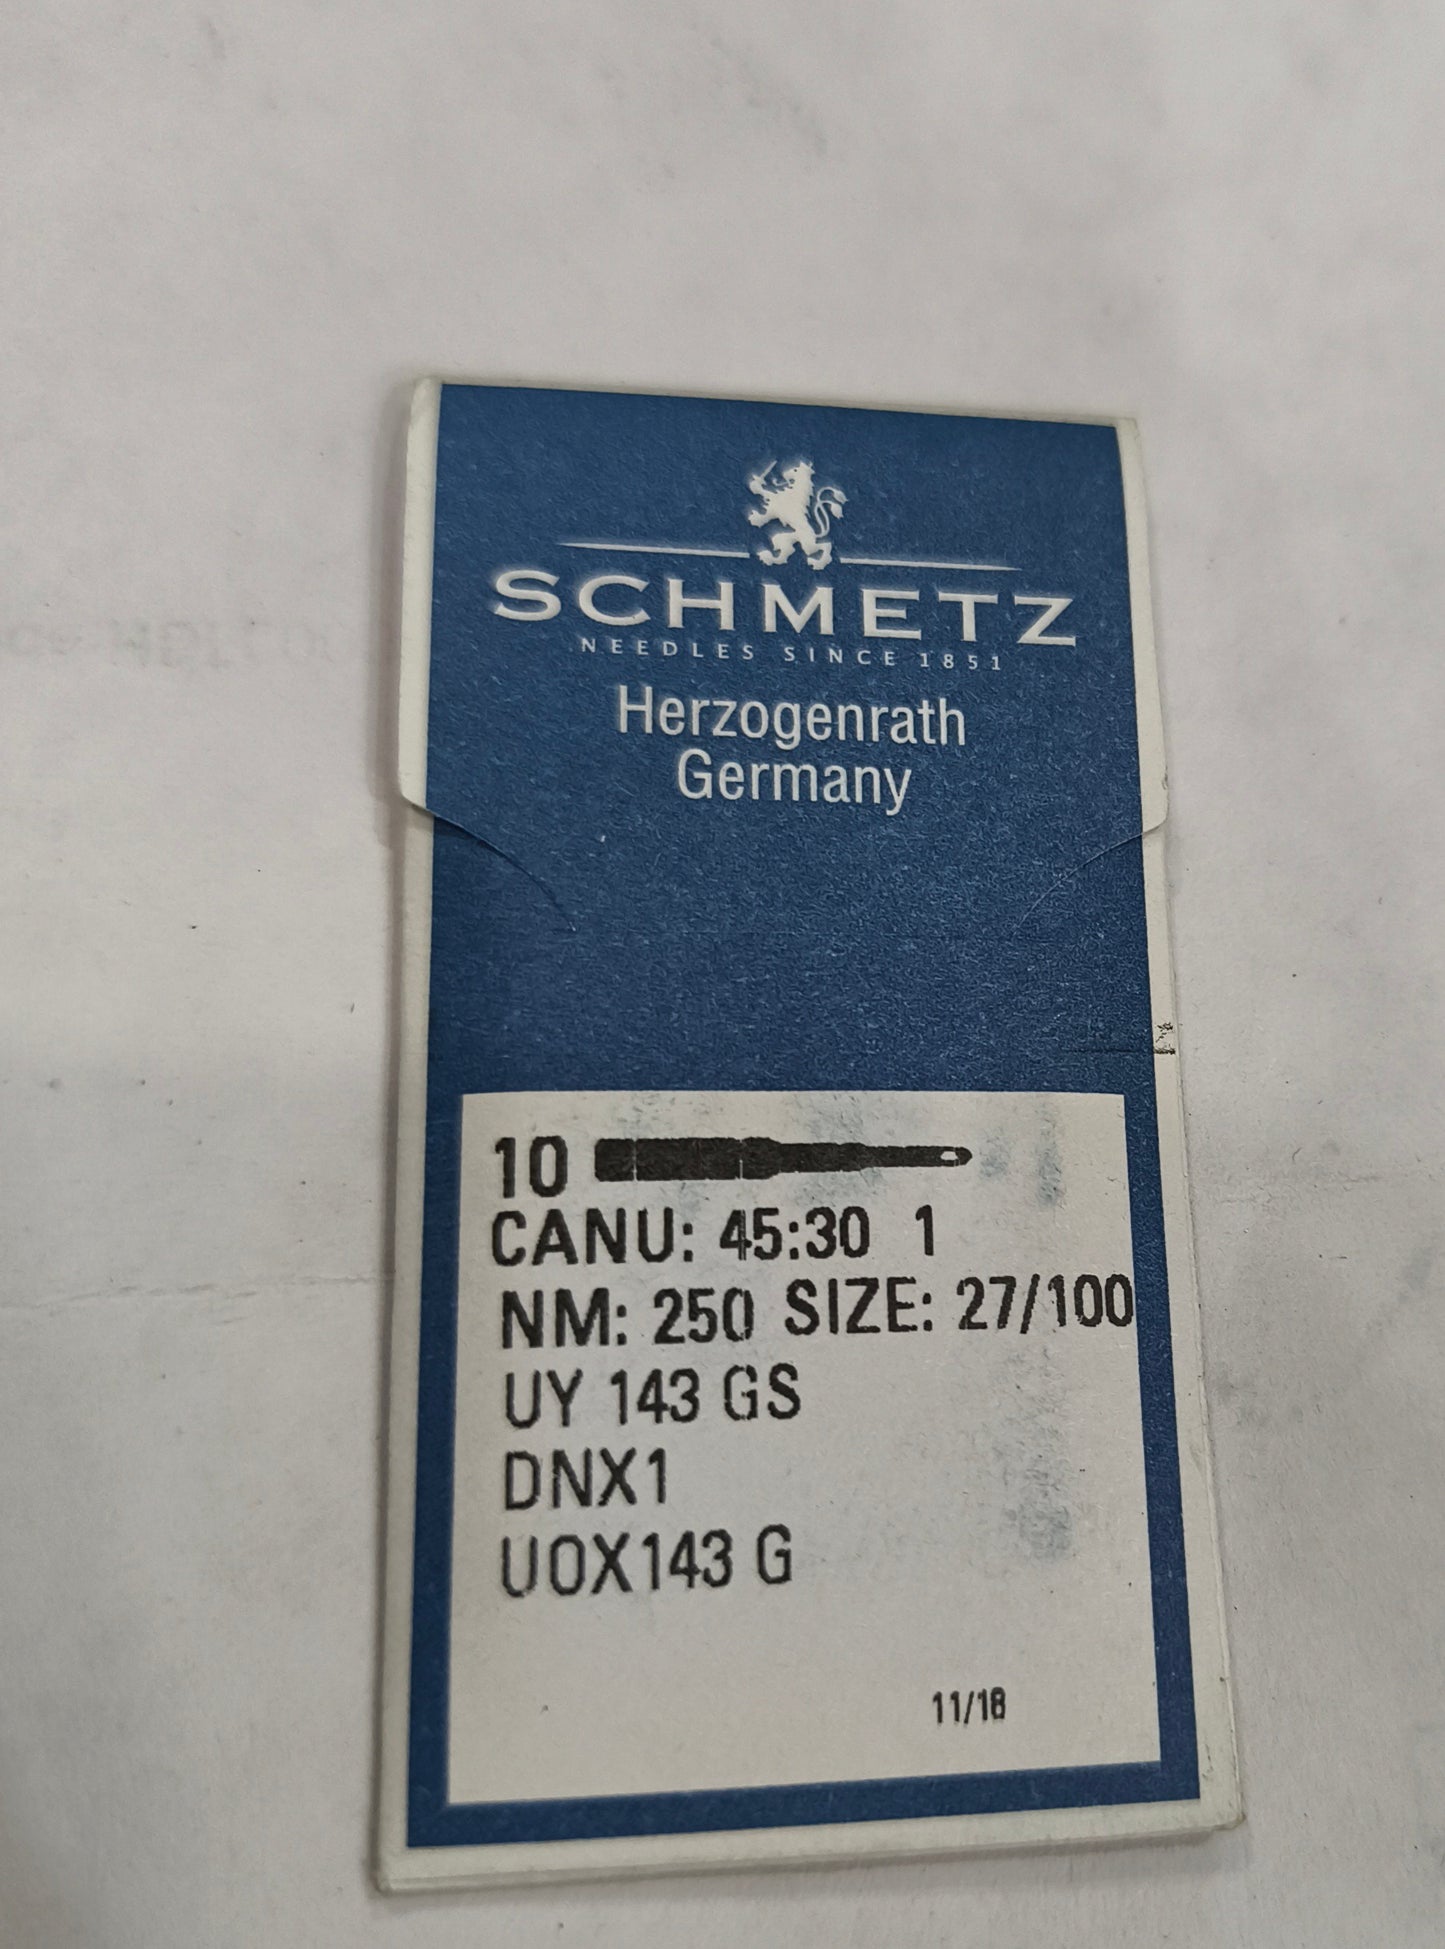 SCHMETZ
NEEDLES SINCE 1851
Herzogenrath
Germany
10
CANU: 45:30 1
NM: 250 SIZE: 27/100
UY 143 GS
DNX1
UOX143 G
11/18